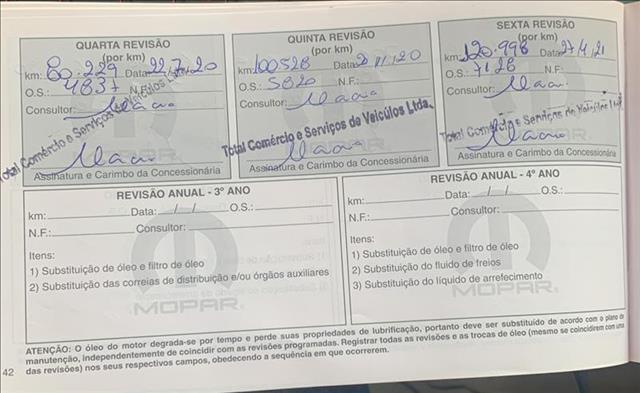 QUARTA REVISÃO
(por km)
km: 80.229 Data: 22.7.20
O.S.: 4837 N.F.:
Consultor:
Total Comércio e Serviços de Veículos Ltda.
Assinatura e Carimbo da Concessionária
QUINTA REVISÃO
(por km)
km: 100528 Data: 2.11.20
O.S.: 5820 N.F.:
Consultor:
Total Comércio e Serviços de Veículos Ltda.
Assinatura e Carimbo da Concessionária
SEXTA REVISÃO
(por km)
km: 120.998 Data: 27.4.21
O.S.: 7128 N.F.:
Consultor:
Total Comércio e Serviços de Veículos Ltd
Assinatura e Carimbo da Concessionária
REVISÃO ANUAL - 3º ANO
km: Data: / / O.S.:
N.F.: Consultor:
Itens:
1) Substituição de óleo e filtro de óleo
2) Substituição das correias de distribuição e/ou órgãos auxiliares
MOPAR
REVISÃO ANUAL - 4º ANO
km: Data: / / O.S.:
N.F.: Consultor:
Itens:
1) Substituição de óleo e filtro de óleo
2) Substituição do fluido de freios
3) Substituição do líquido de arrefecimento
MOPAR
ATENÇÃO: O óleo do motor degrada-se por tempo e perde suas propriedades de lubrificação, portanto deve ser substituído de acordo com o plano de
manutenção, independentemente de coincidir com as revisões programadas. Registrar todas as revisões e as trocas de óleo (mesmo se coincidirem com uma
das revisões) nos seus respectivos campos, obedecendo a sequência em que ocorrerem.
42